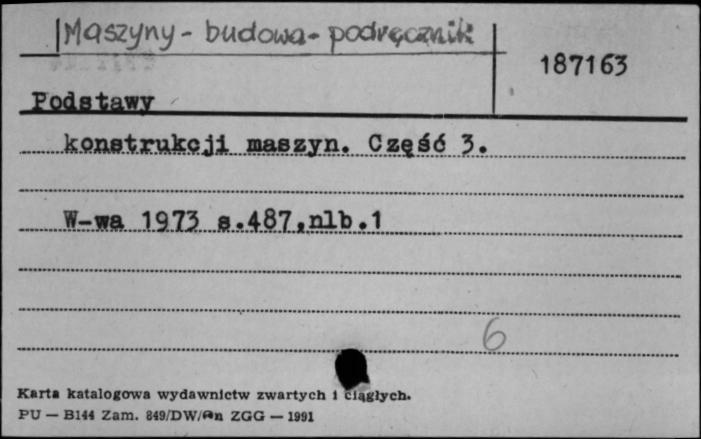 Maszyny - budowa - podręcznik
187163
Podstawy
konstrukcji maszyn. Część 3.
W-wa 1973 s.487,nlb.1
6
Karta katalogowa wydawnictw zwartych i ciągłych.
PU — B144 Zam. 849/DW/an ZGG — 1991